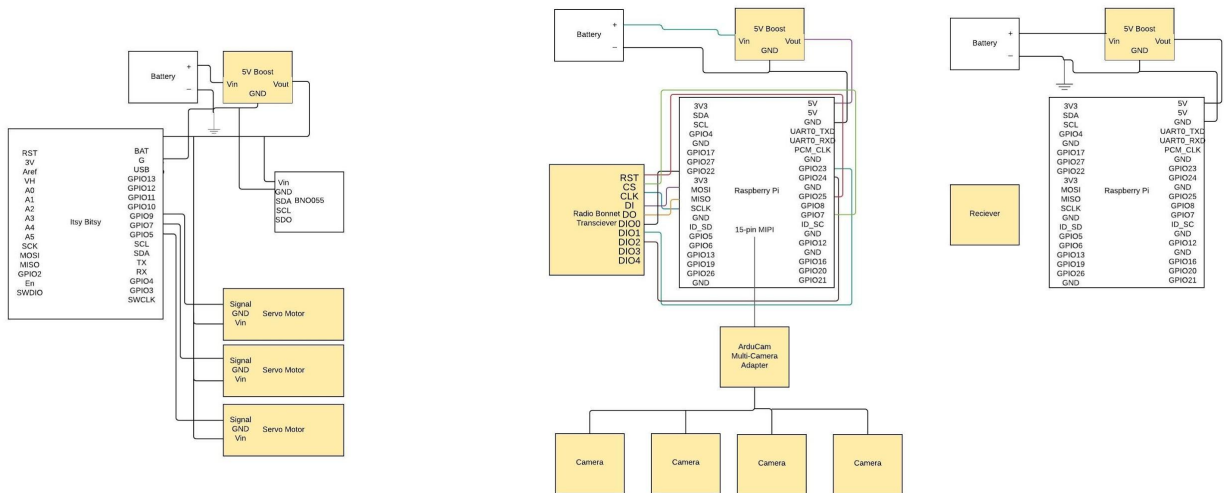 Battery
+
–
5V Boost
Vin
Vout
GND
RST
3V
Aref
VH
A0
A1
A2
A3
A4
A5
SCK
MOSI
MISO
GPIO2
En
SWDIO
Itsy Bitsy
BAT
G
USB
GPIO13
GPIO12
GPIO11
GPIO10
GPIO9
GPIO7
GPIO5
SCL
SDA
TX
RX
GPIO4
GPIO3
SWCLK
Vin
GND
SDA
SCL
SDO
BNO055
Signal
GND
Vin
Servo Motor
Signal
GND
Vin
Servo Motor
Signal
GND
Vin
Servo Motor
Battery
+
–
5V Boost
Vin
Vout
GND
Radio Bonnet
Transciever
RST
CS
CLK
DI
DO
DIO0
DIO1
DIO2
DIO3
DIO4
3V3
SDA
SCL
GPIO4
GND
GPIO17
GPIO27
GPIO22
3V3
MOSI
MISO
SCLK
GND
ID_SD
GPIO5
GPIO6
GPIO13
GPIO19
GPIO26
GND
Raspberry Pi
15-pin MIPI
5V
5V
GND
UART0_TXD
UART0_RXD
PCM_CLK
GND
GPIO23
GPIO24
GND
GPIO25
GPIO8
GPIO7
ID_SC
GND
GPIO12
GND
GPIO16
GPIO20
GPIO21
ArduCam
Multi-Camera
Adapter
Camera
Camera
Camera
Camera
Battery
+
–
5V Boost
Vin
Vout
GND
Reciever
3V3
SDA
SCL
GPIO4
GND
GPIO17
GPIO27
GPIO22
3V3
MOSI
MISO
SCLK
GND
ID_SD
GPIO5
GPIO6
GPIO13
GPIO19
GPIO26
GND
Raspberry Pi
5V
5V
GND
UART0_TXD
UART0_RXD
PCM_CLK
GND
GPIO23
GPIO24
GND
GPIO25
GPIO8
GPIO7
ID_SC
GND
GPIO12
GND
GPIO16
GPIO20
GPIO21